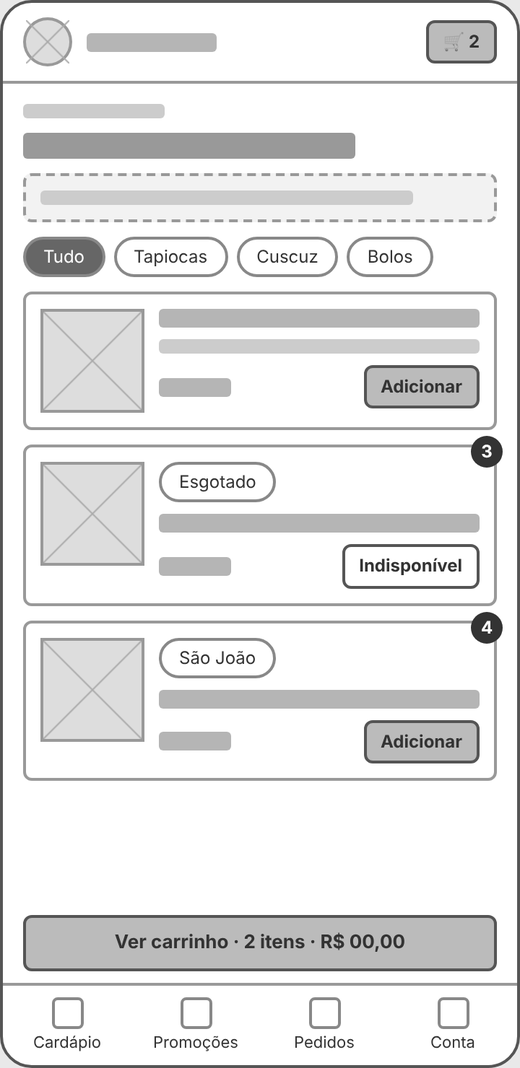 🛒 2
Tudo
Tapiocas
Cuscuz
Bolos
Adicionar
3
Esgotado
Indisponível
4
São João
Adicionar
Ver carrinho · 2 itens · R$ 00,00
Cardápio
Promoções
Pedidos
Conta